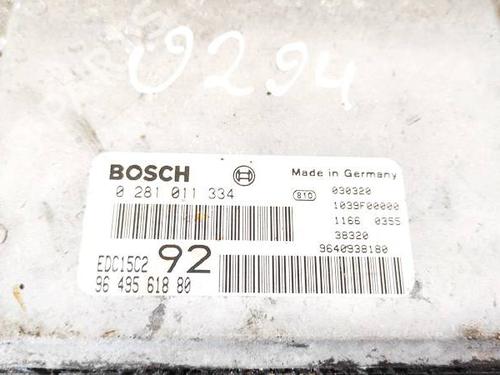 0294
BOSCH
Made in Germany
0 281 011 334
810
030320
1039F00000
1166 0355
38320
9640938180
EDC15C2 92
96 495 618 80